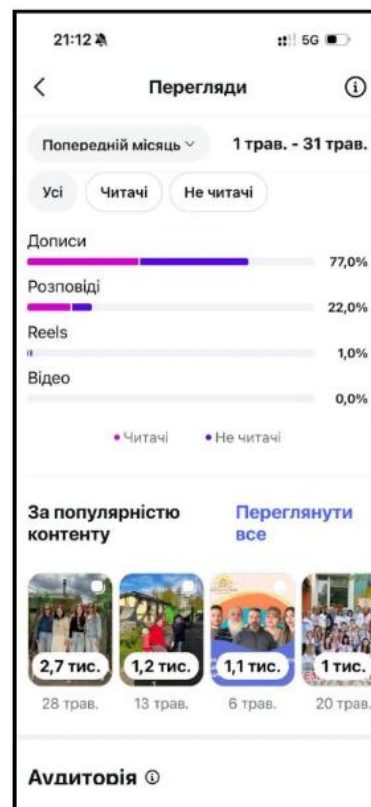 21:12
5G
Перегляди
Попередній місяць
1 трав. - 31 трав.
Усі
Читачі
Не читачі
Дописи
77,0%
Розповіді
22,0%
Reels
1,0%
Відео
0,0%
Читачі
Не читачі
За популярністю контенту
Переглянути все
2,7 тис.
1,2 тис.
1,1 тис.
1 тис.
28 трав.
13 трав.
6 трав.
20 трав.
Аудиторія